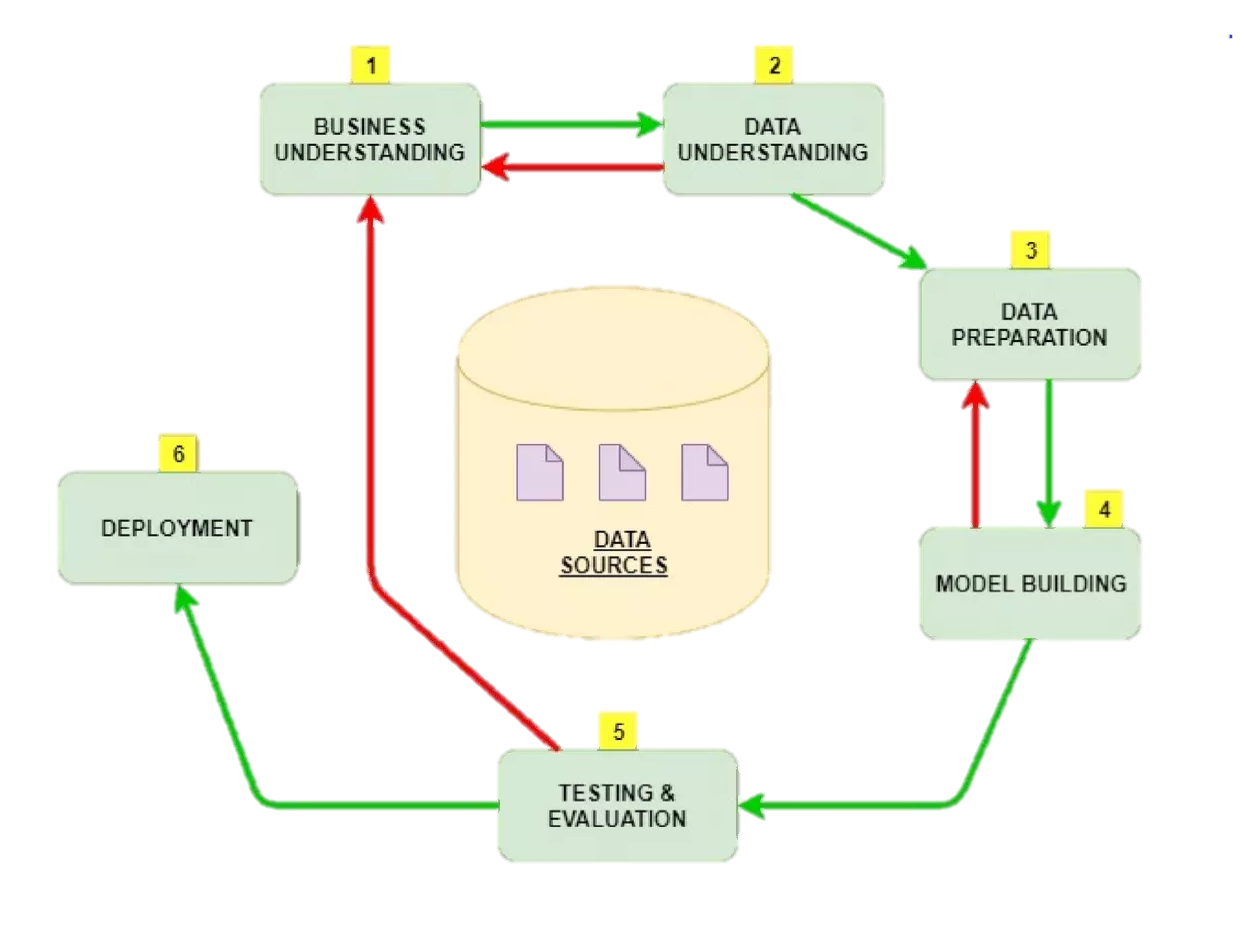 1
BUSINESS
UNDERSTANDING
2
DATA
UNDERSTANDING
3
DATA
PREPARATION
4
MODEL BUILDING
5
TESTING &
EVALUATION
6
DEPLOYMENT
DATA
SOURCES